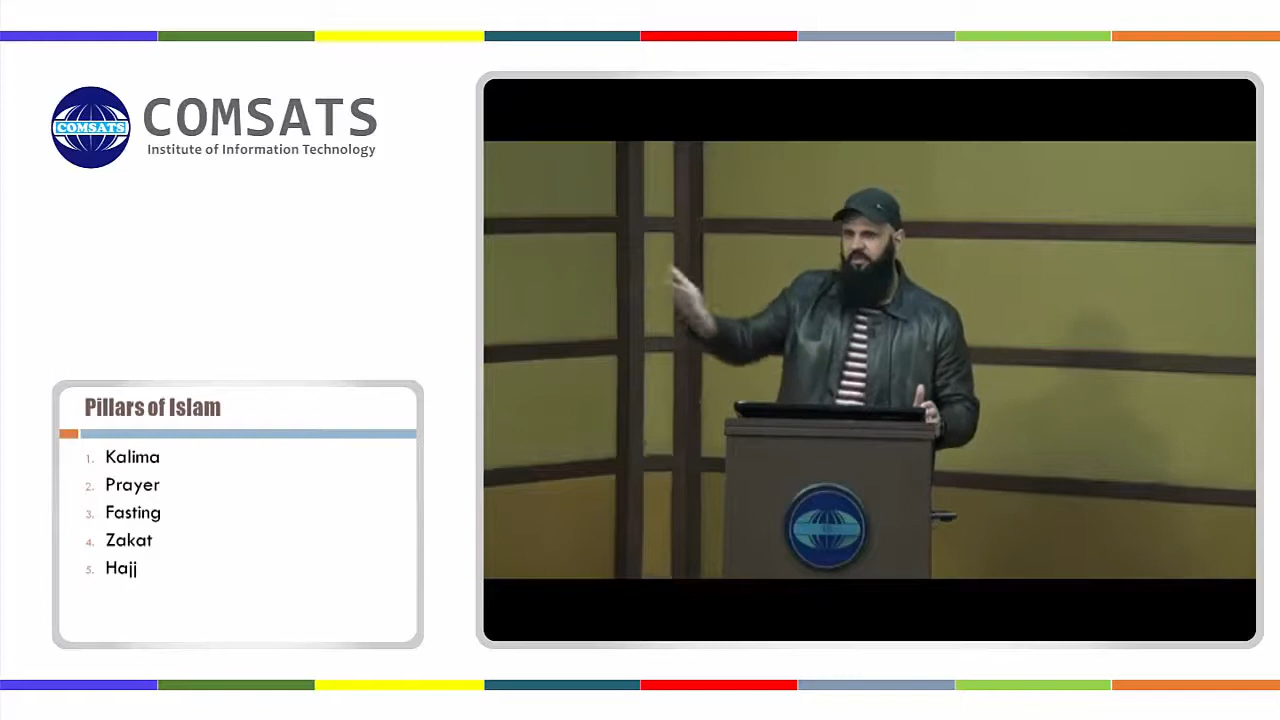 COMSATS
COMSATS
Institute of Information Technology
Pillars of Islam
1. Kalima
2. Prayer
3. Fasting
4. Zakat
5. Hajj